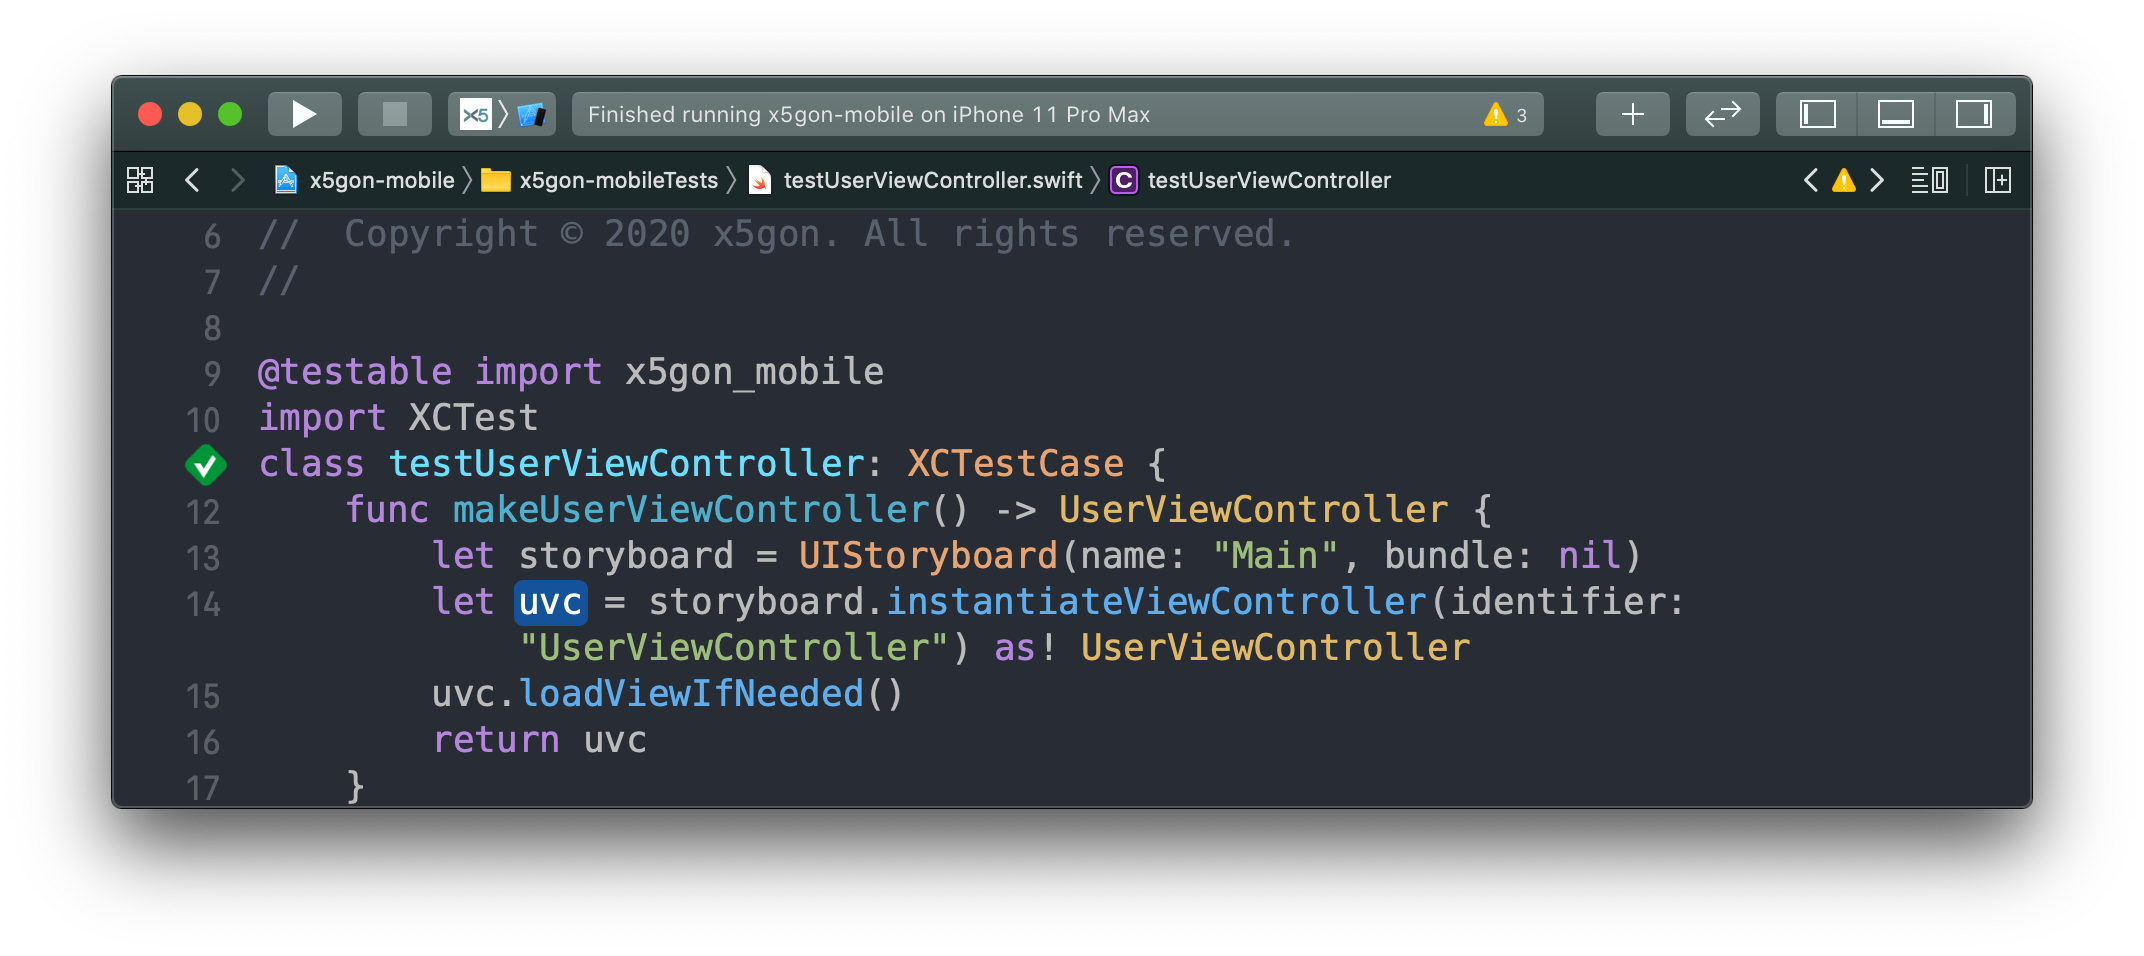 X5 Finished running x5gon-mobile on iPhone 11 Pro Max 3
x5gon-mobile x5gon-mobileTests testUserViewController.swift C testUserViewController
6 //  Copyright © 2020 x5gon. All rights reserved.
7 //
8
9 @testable import x5gon_mobile
10 import XCTest
class testUserViewController: XCTestCase {
12     func makeUserViewController() -> UserViewController {
13         let storyboard = UIStoryboard(name: "Main", bundle: nil)
14         let uvc = storyboard.instantiateViewController(identifier:
"UserViewController") as! UserViewController
15         uvc.loadViewIfNeeded()
16         return uvc
17     }